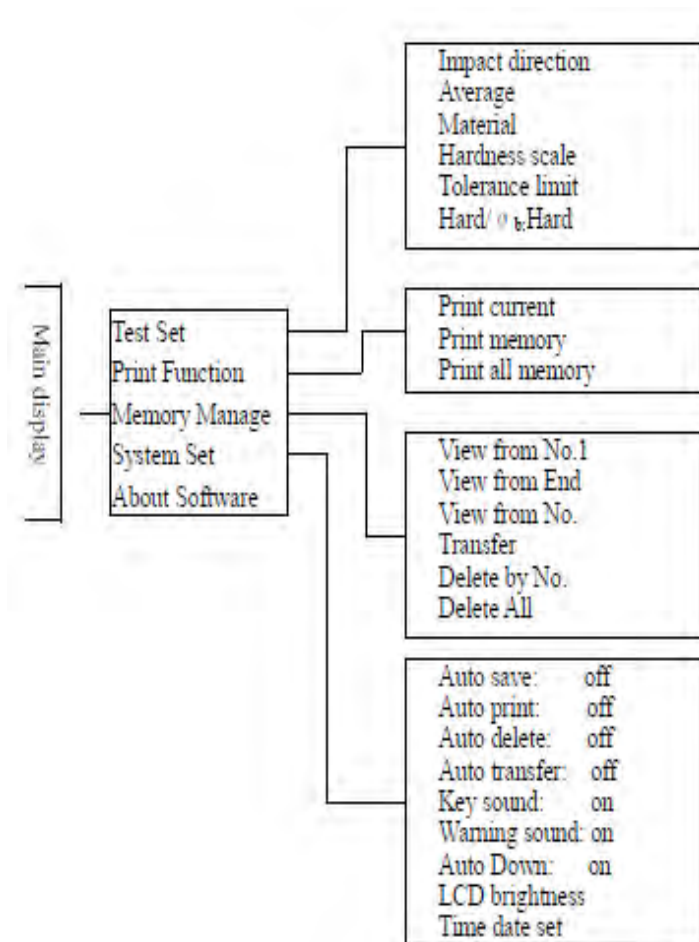 Main display
Test Set
Print Function
Memory Manage
System Set
About Software
Impact direction
Average
Material
Hardness scale
Tolerance limit
Hard/σb:Hard
Print current
Print memory
Print all memory
View from No.1
View from End
View from No.
Transfer
Delete by No.
Delete All
Auto save: off
Auto print: off
Auto delete: off
Auto transfer: off
Key sound: on
Warning sound: on
Auto Down: on
LCD brightness
Time date set